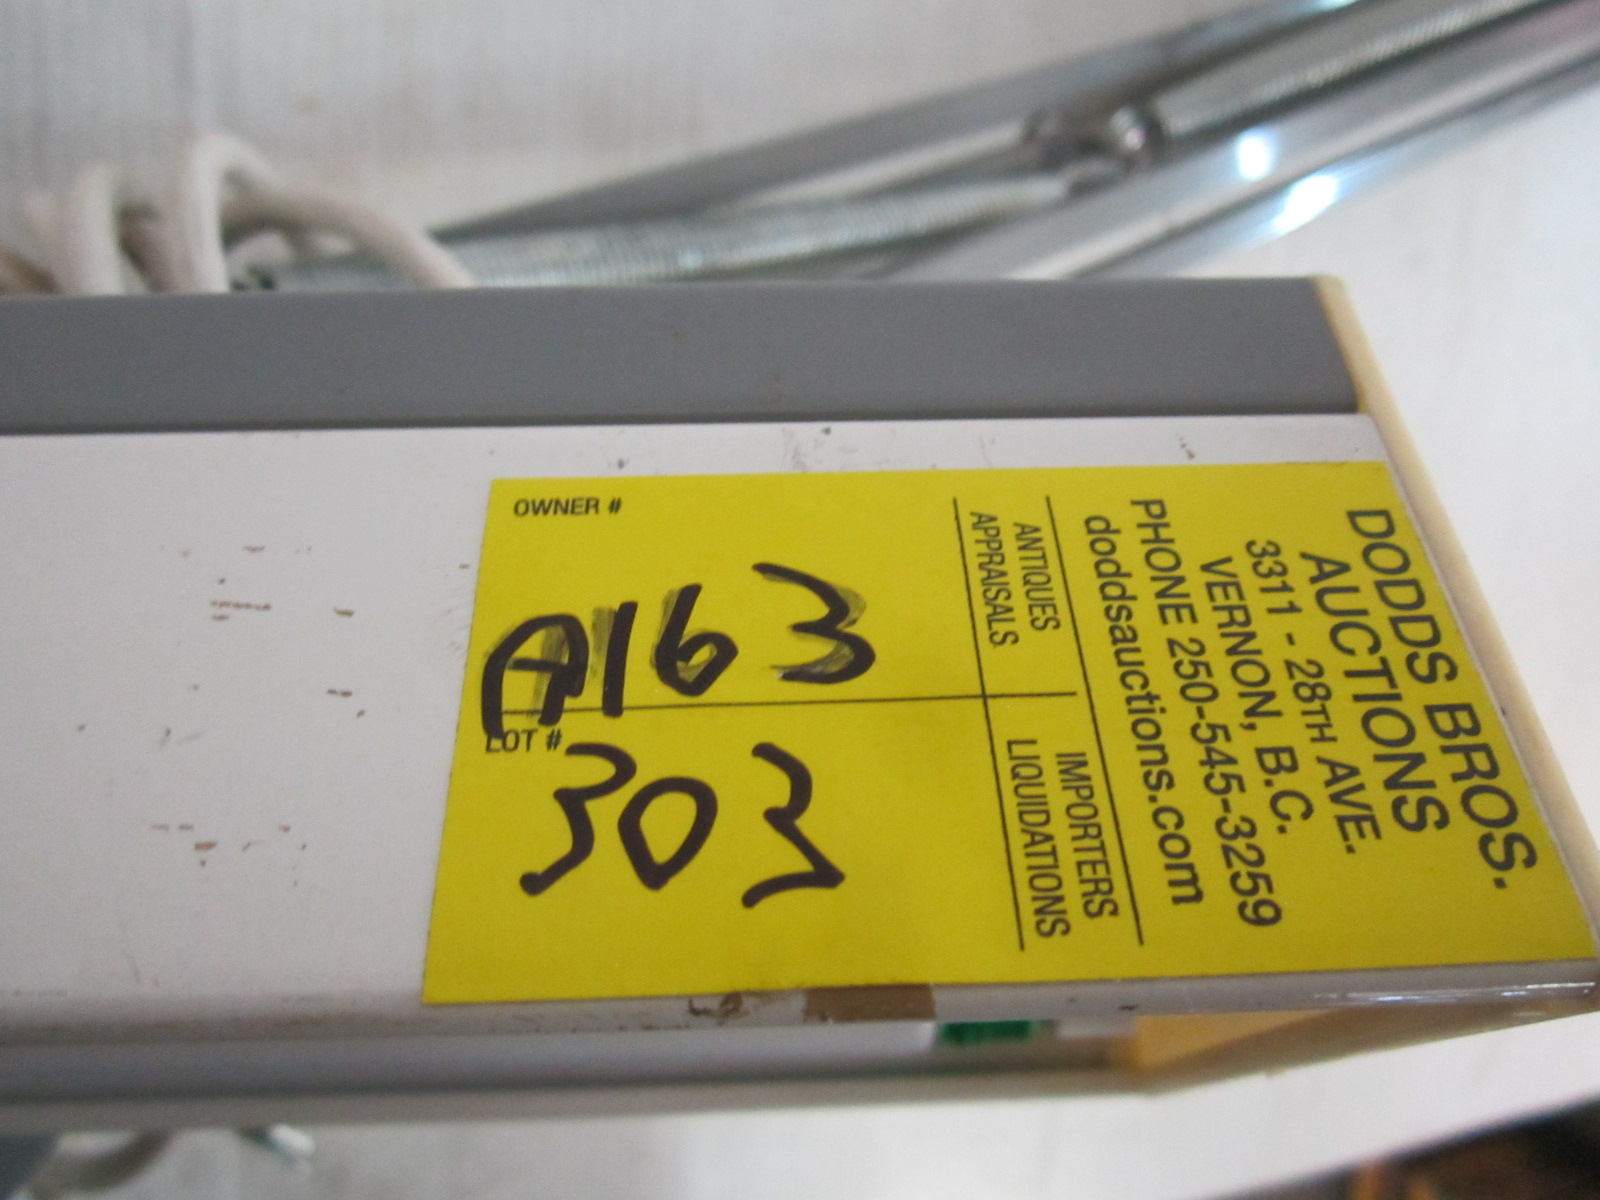 DODDS BROS.
AUCTIONS
3311 - 28TH AVE.
VERNON, B.C.
PHONE 250-545-3259
doddsauctions.com
ANTIQUES
APPRAISALS
IMPORTERS
LIQUIDATIONS
OWNER #
A163
LOT #
303